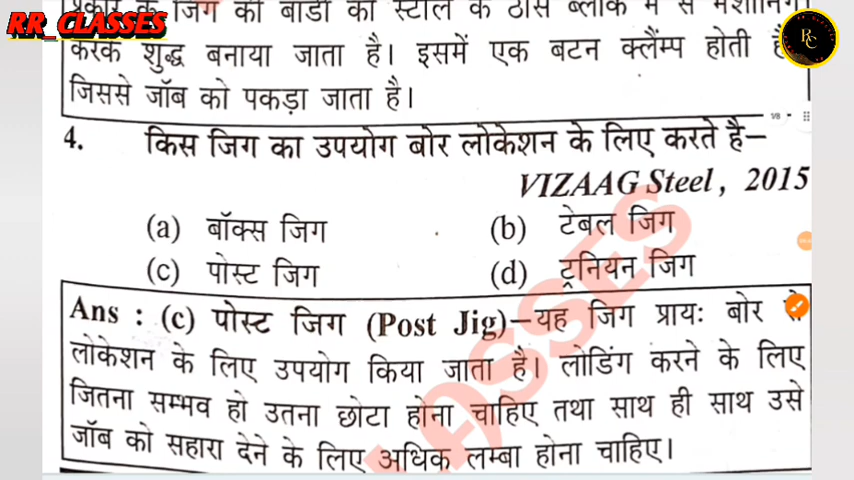 RR_CLASSES
प्रकार के जिग की बॉडी को स्टील के ठोस ब्लॉक में से मशीनिंग
करके शुद्ध बनाया जाता है। इसमें एक बटन क्लैम्प होती है
जिससे जॉब को पकड़ा जाता है।
4. किस जिग का उपयोग बोर लोकेशन के लिए करते है–
VIZAAG Steel, 2015
(a) बॉक्स जिग (b) टेबल जिग
(c) पोस्ट जिग (d) ट्रनियन जिग
Ans : (c) पोस्ट जिग (Post Jig)–यह जिग प्रायः बोर से
लोकेशन के लिए उपयोग किया जाता है। लोडिंग करने के लिए
जितना सम्भव हो उतना छोटा होना चाहिए तथा साथ ही साथ उसे
जॉब को सहारा देने के लिए अधिक लम्बा होना चाहिए।